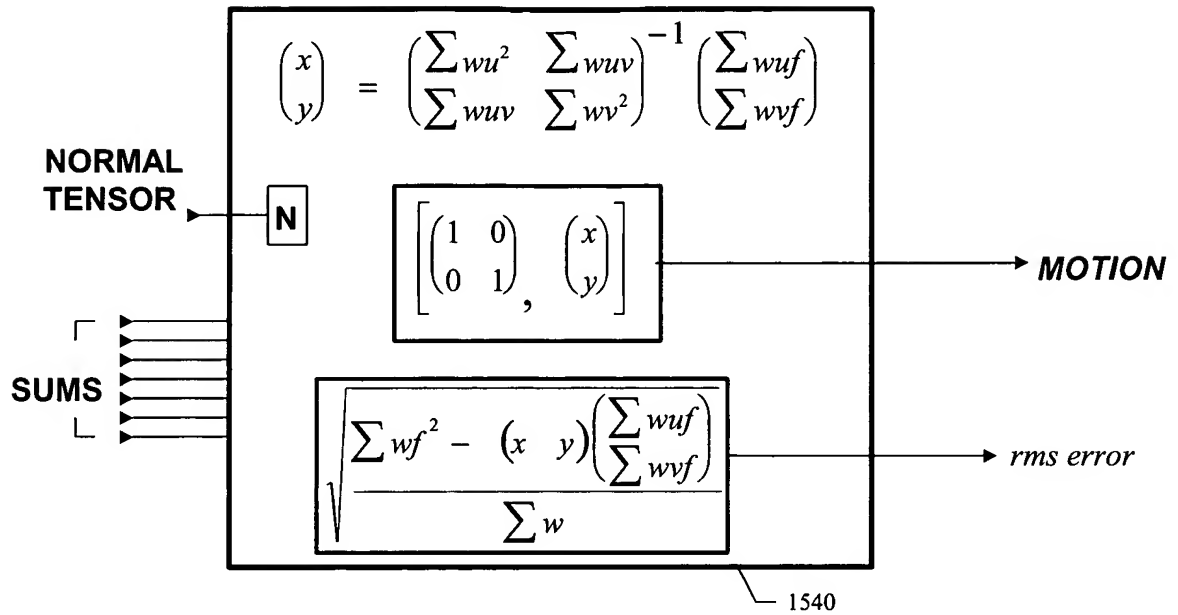 (x y) = (∑wu² ∑wuv ∑wuv ∑wv²)⁻¹ (∑wuf ∑wvf)
NORMAL
TENSOR
N
[(1 0 0 1), (x y)]
MOTION
SUMS
√((∑wf² − (x y)(∑wuf ∑wvf)) / ∑w)
rms error
1540